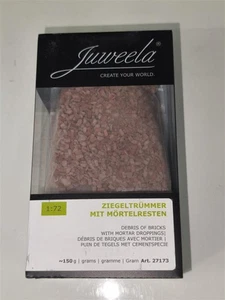 Juweela®
CREATE YOUR WORLD.
1:72
ZIEGELTRÜMMER
MIT MÖRTELRESTEN
DEBRIS OF BRICKS
WITH MORTAR DROPPINGS|
DÉBRIS DE BRIQUES AVEC MORTIER |
PUIN DE TEGELS MET CEMENTSPECIE
~150g | grams | gramme | Gram Art. 27173